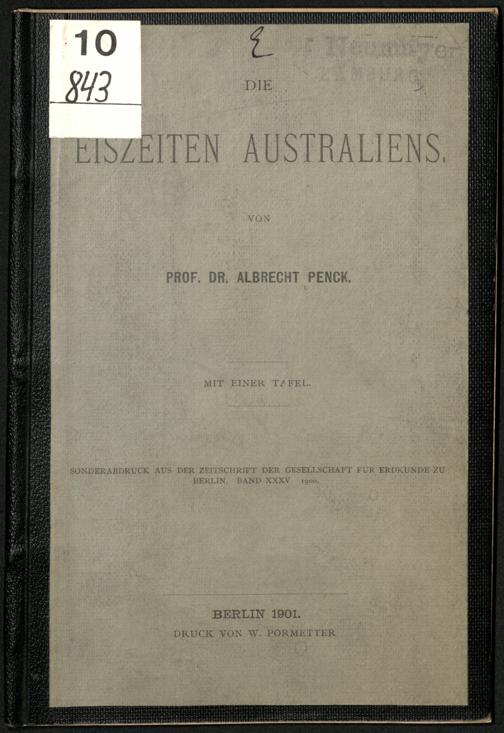 10
843
DIE
EISZEITEN AUSTRALIENS.
VON
PROF. DR. ALBRECHT PENCK.
MIT EINER TAFEL.
SONDERABDRUCK AUS DER ZEITSCHRIFT DER GESELLSCHAFT FÜR ERDKUNDE ZU
BERLIN. BAND XXXV 1900.
BERLIN 1901.
DRUCK VON W. PORMETTER